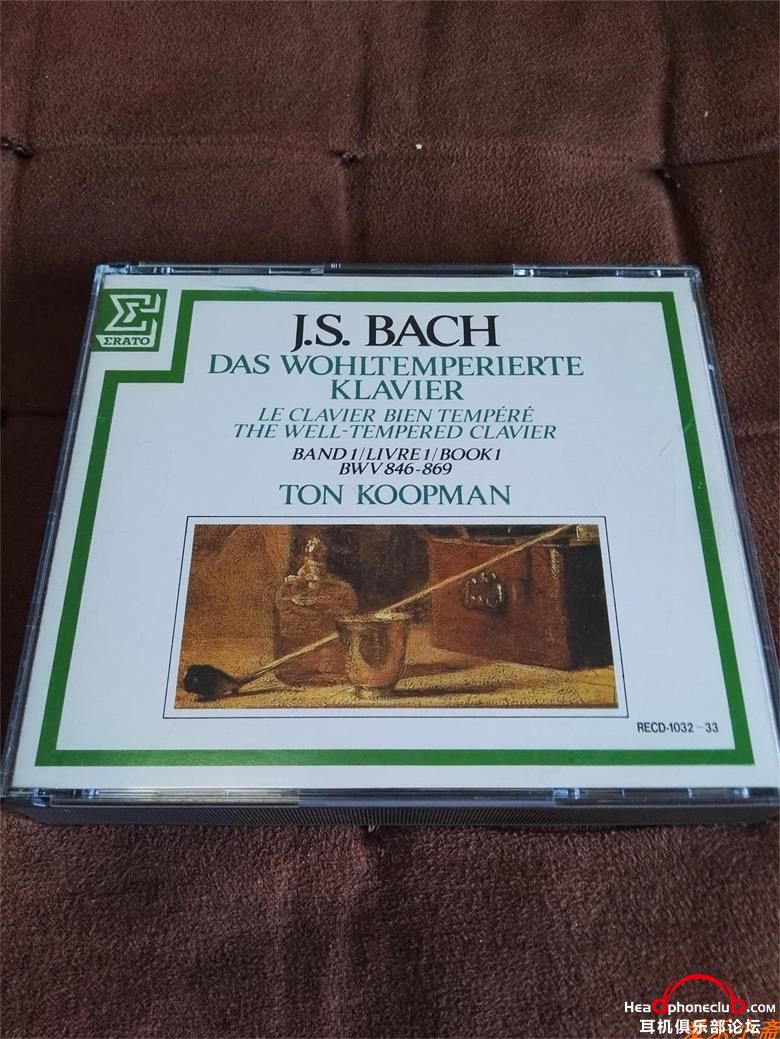 ERATO
J.S. BACH
DAS WOHLTEMPERIERTE
KLAVIER
LE CLAVIER BIEN TEMPÉRÉ
THE WELL-TEMPERED CLAVIER
BAND 1/LIVRE 1/BOOK 1
BWV 846-869
TON KOOPMAN
RECD-1032~33
HeadphoneClub.com
耳机俱乐部论坛